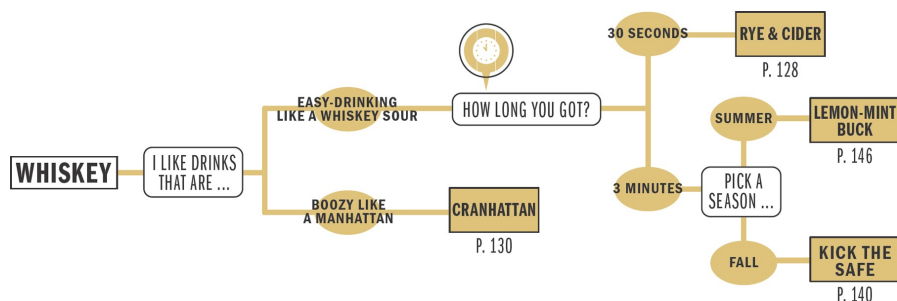 WHISKEY
I LIKE DRINKS
THAT ARE ...
EASY-DRINKING
LIKE A WHISKEY SOUR
HOW LONG YOU GOT?
30 SECONDS
RYE & CIDER
P. 128
3 MINUTES
PICK A
SEASON ...
SUMMER
LEMON-MINT
BUCK
P. 146
FALL
KICK THE
SAFE
P. 140
BOOZY LIKE
A MANHATTAN
CRANHATTAN
P. 130